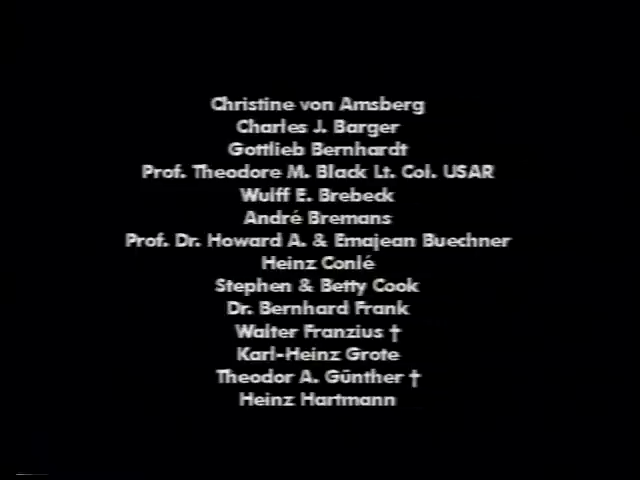 Christine von Amsberg
Charles J. Barger
Gottlieb Bernhardt
Prof. Theodore M. Black Lt. Col. USAR
Wulff E. Brebeck
André Bremans
Prof. Dr. Howard A. & Emajean Buechner
Heinz Conlé
Stephen & Betty Cook
Dr. Bernhard Frank
Walter Franzius †
Karl-Heinz Grote
Theodor A. Günther †
Heinz Hartmann